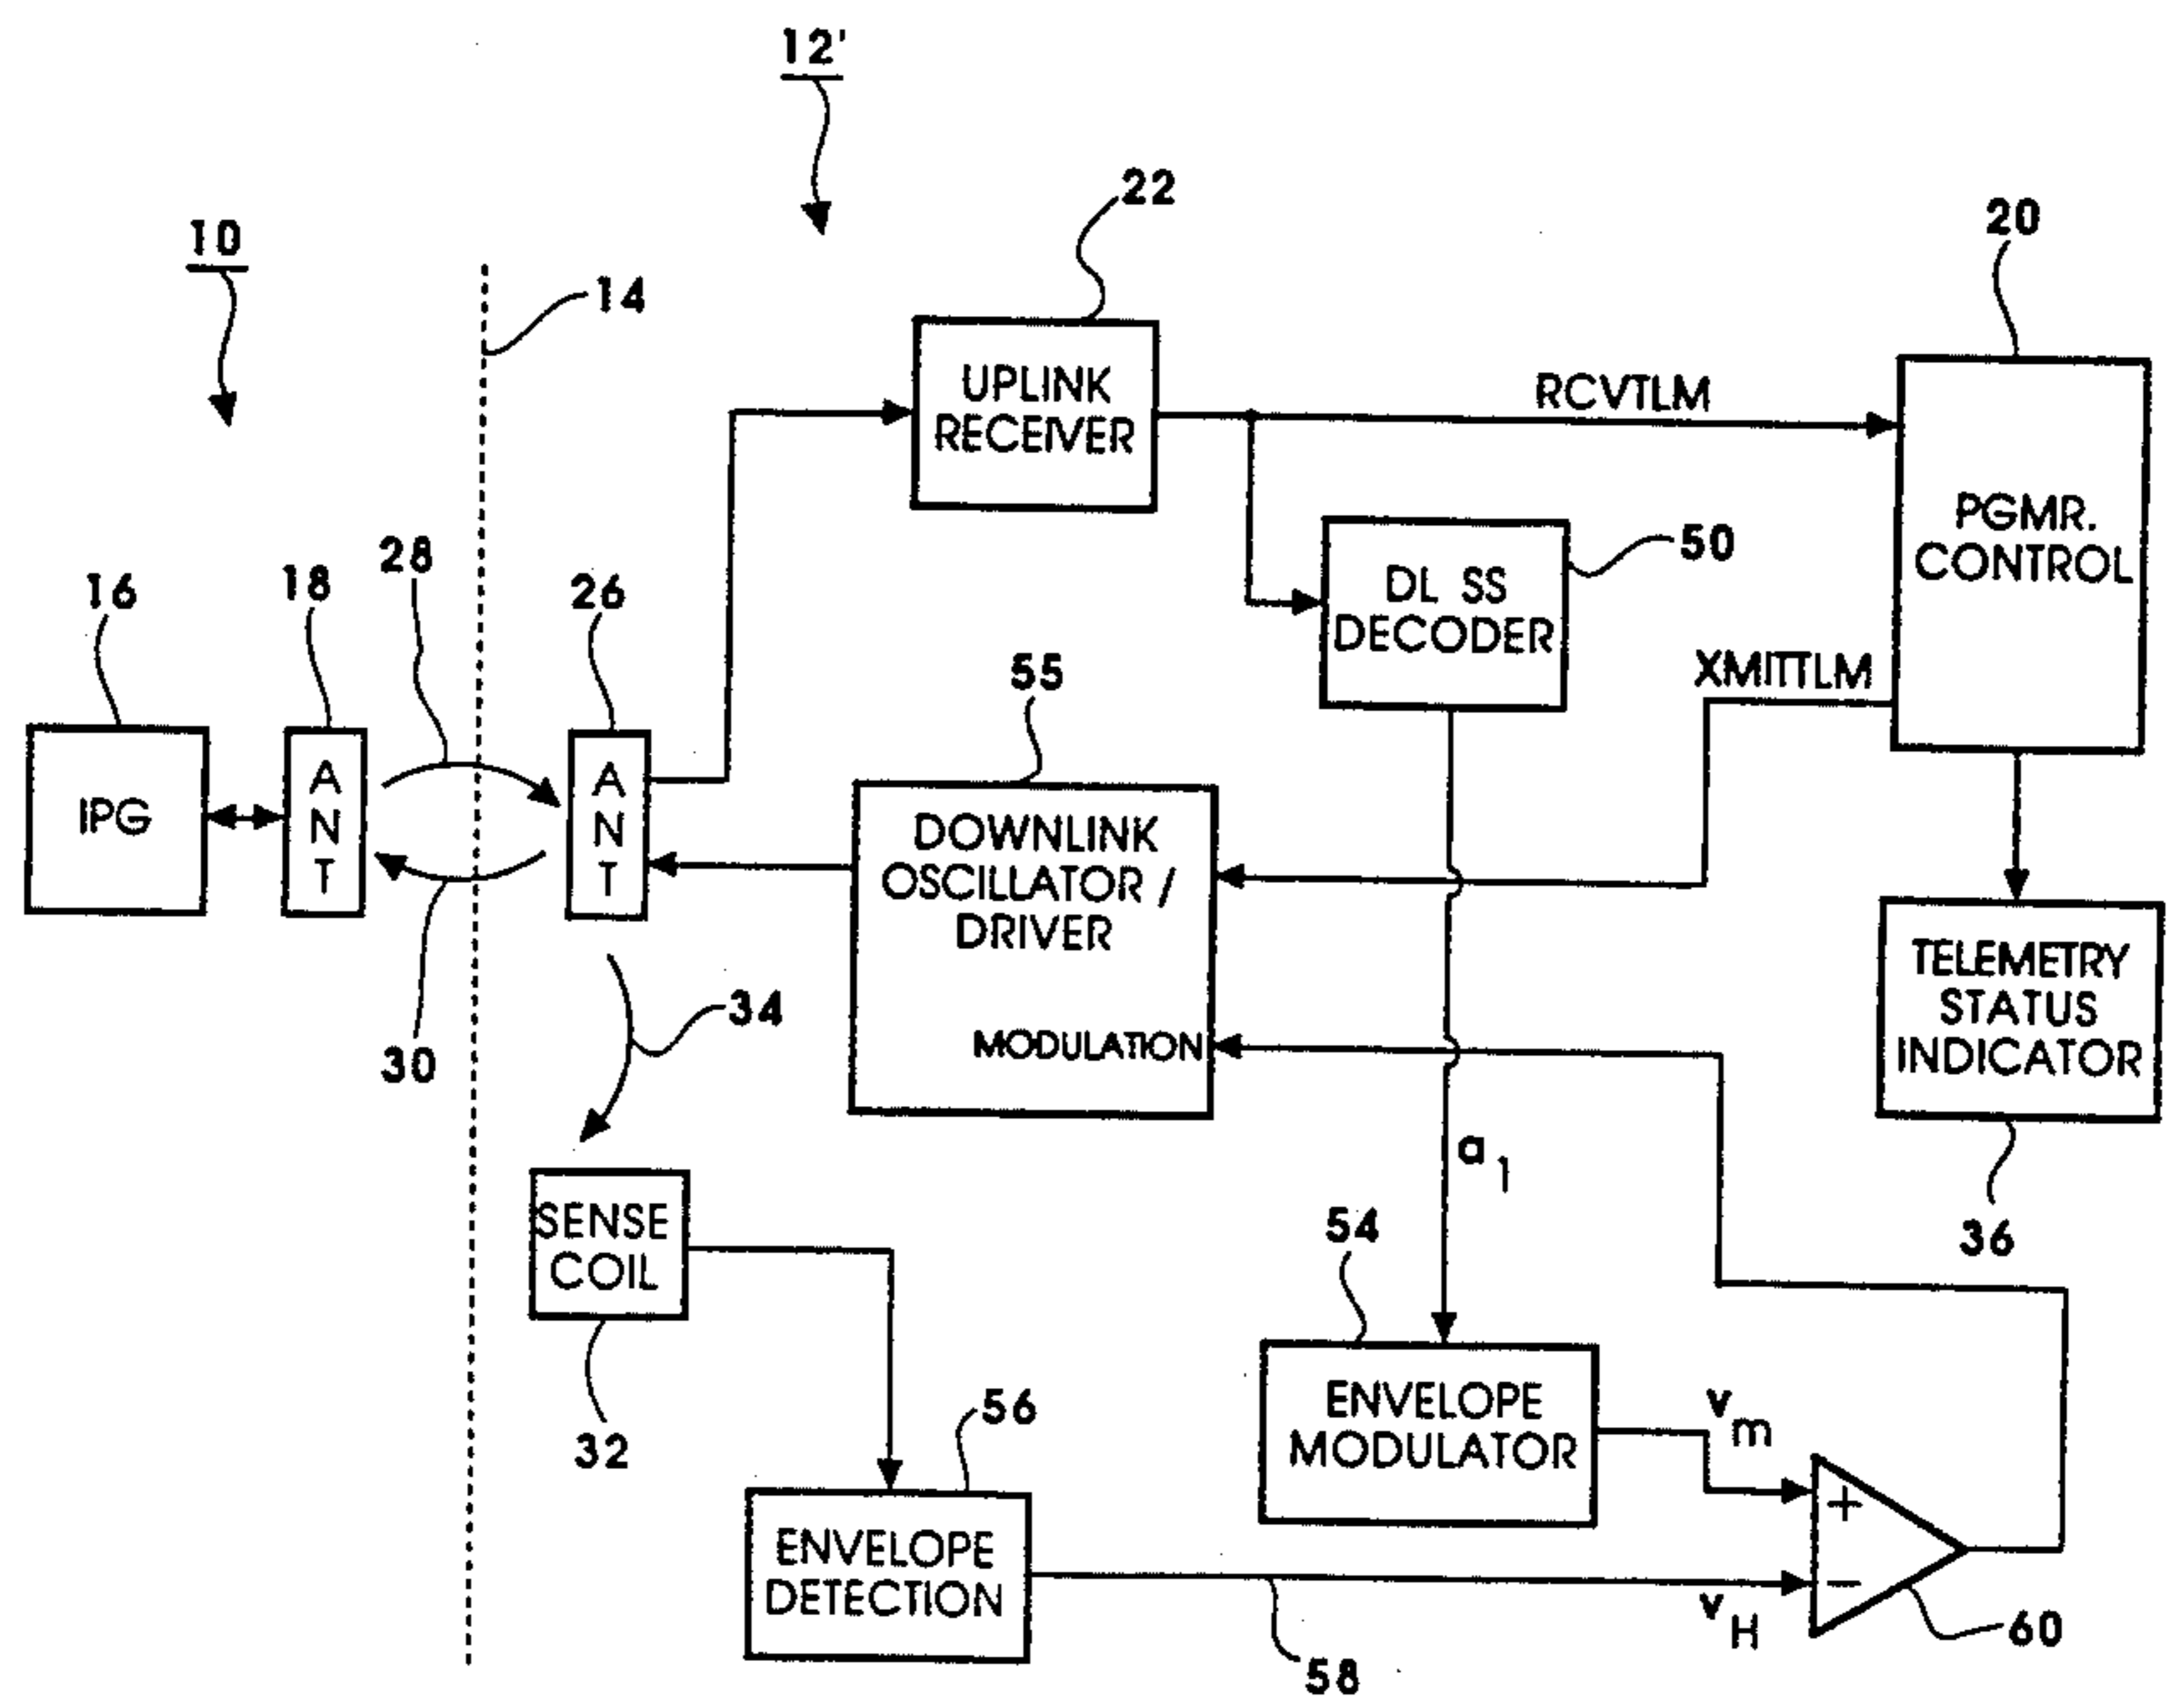 12'
10
14
22
20
UPLINK
RECEIVER
RCVTLM
PGMR.
CONTROL
50
DL SS
DECODER
XMITTLM
16
18
28
26
55
IPG
ANT
ANT
DOWNLINK
OSCILLATOR /
DRIVER
MODULATION
30
34
TELEMETRY
STATUS
INDICATOR
36
a1
SENSE
COIL
32
54
56
ENVELOPE
MODULATOR
vm
ENVELOPE
DETECTION
+
−
vH
58
60